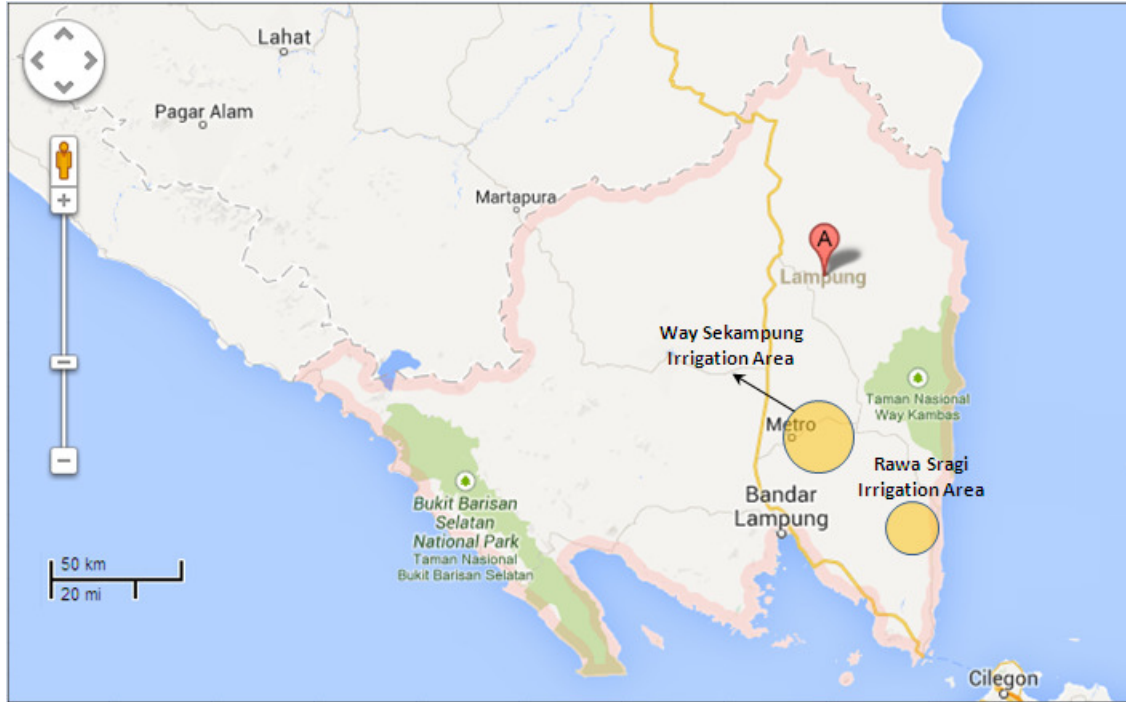 Lahat
Pagar Alam
Martapura
A
Lampung
Way Sekampung
Irrigation Area
Taman Nasional
Way Kambas
Metro
Rawa Sragi
Irrigation Area
Bandar
Lampung
Bukit Barisan
Selatan
National Park
Taman Nasional
Bukit Barisan Selatan
50 km
20 mi
Cilegon